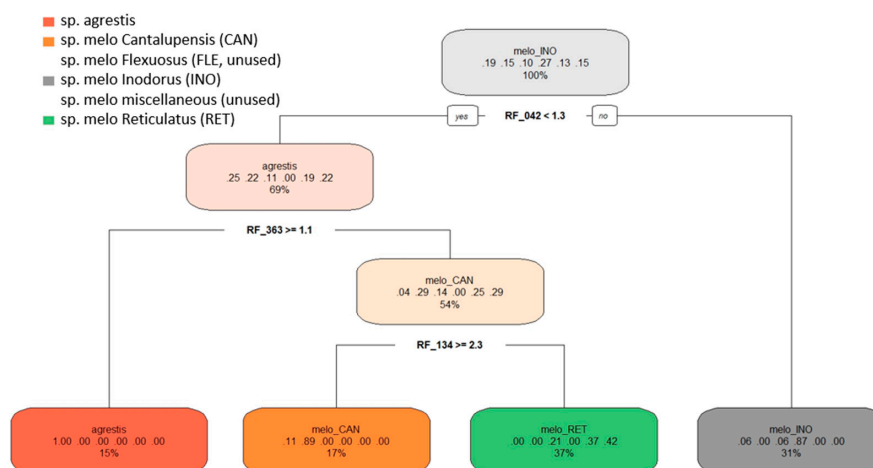 sp. agrestis
sp. melo Cantalupensis (CAN)
sp. melo Flexuosus (FLE, unused)
sp. melo Inodorus (INO)
sp. melo miscellaneous (unused)
sp. melo Reticulatus (RET)
melo_INO
.19 .15 .10 .27 .13 .15
100%
yes RF_042 < 1.3 no
agrestis
.25 .22 .11 .00 .19 .22
69%
RF_363 >= 1.1
melo_CAN
.04 .29 .14 .00 .25 .29
54%
RF_134 >= 2.3
agrestis
1.00 .00 .00 .00 .00 .00
15%
melo_CAN
.11 .89 .00 .00 .00 .00
17%
melo_RET
.00 .00 .21 .00 .37 .42
37%
melo_INO
.06 .00 .06 .87 .00 .00
31%